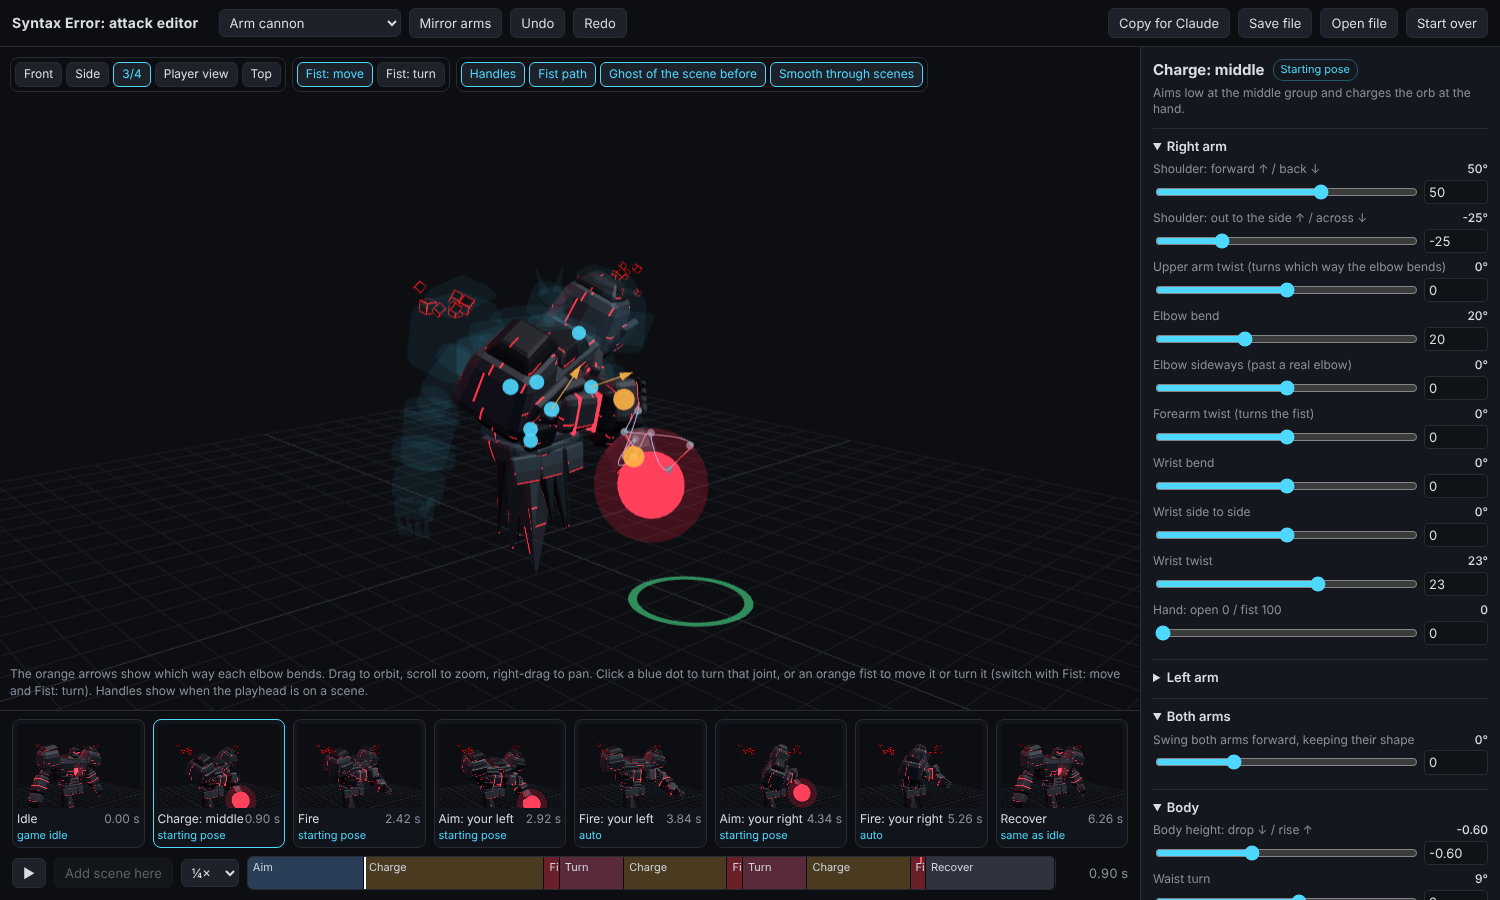 Syntax Error: attack editor
Arm cannon
Mirror arms
Undo
Redo
Copy for Claude
Save file
Open file
Start over
Front
Side
3/4
Player view
Top
Fist: move
Fist: turn
Handles
Fist path
Ghost of the scene before
Smooth through scenes
The orange arrows show which way each elbow bends. Drag to orbit, scroll to zoom, right-drag to pan. Click a blue dot to turn that joint, or an orange fist to move it or turn it (switch with Fist: move
and Fist: turn). Handles show when the playhead is on a scene.
Idle 0.00 s
game idle
Charge: middle 0.90 s
starting pose
Fire 2.42 s
starting pose
Aim: your left 2.92 s
starting pose
Fire: your left 3.84 s
auto
Aim: your right 4.34 s
starting pose
Fire: your right 5.26 s
auto
Recover 6.26 s
same as idle
▶
Add scene here
¼×
Aim
Charge
Fi
Turn
Charge
Fi
Turn
Charge
Fi
Recover
0.90 s
Charge: middle
Starting pose
Aims low at the middle group and charges the orb at the
hand.
▼ Right arm
Shoulder: forward ↑ / back ↓ 50°
50
Shoulder: out to the side ↑ / across ↓ -25°
-25
Upper arm twist (turns which way the elbow bends) 0°
0
Elbow bend 20°
20
Elbow sideways (past a real elbow) 0°
0
Forearm twist (turns the fist) 0°
0
Wrist bend 0°
0
Wrist side to side 0°
0
Wrist twist 23°
23
Hand: open 0 / fist 100 0
0
▶ Left arm
▼ Both arms
Swing both arms forward, keeping their shape 0°
0
▼ Body
Body height: drop ↓ / rise ↑ -0.60
-0.60
Waist turn 9°